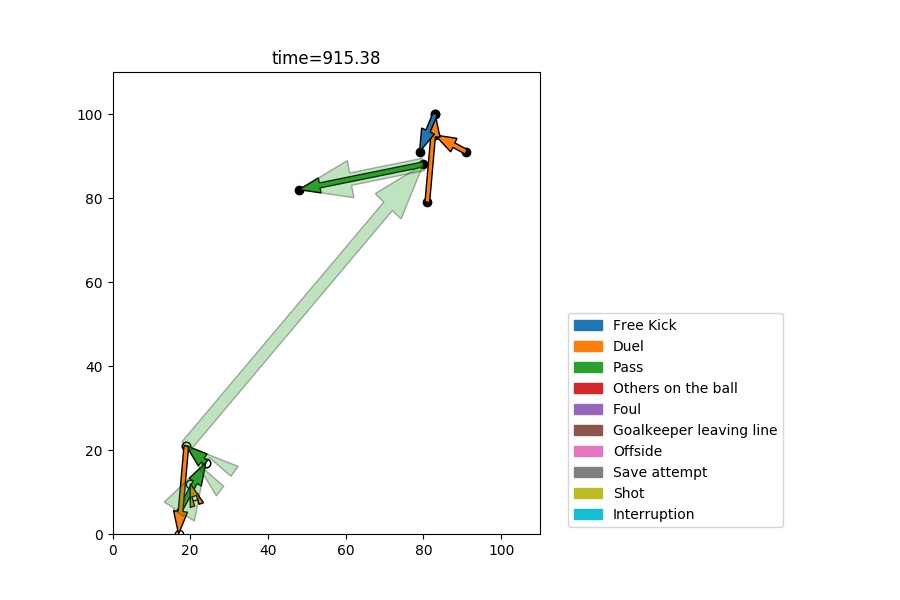 time=915.38
100
80
60
40
20
0
0
20
40
60
80
100
Free Kick
Duel
Pass
Others on the ball
Foul
Goalkeeper leaving line
Offside
Save attempt
Shot
Interruption